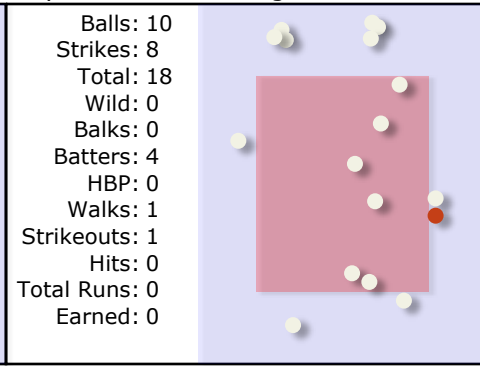 Balls: 10
Strikes: 8
Total: 18
Wild: 0
Balks: 0
Batters: 4
HBP: 0
Walks: 1
Strikeouts: 1
Hits: 0
Total Runs: 0
Earned: 0